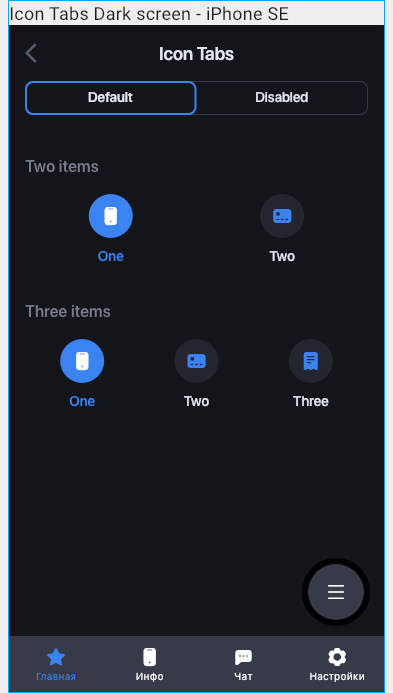 Icon Tabs Dark screen - iPhone SE
Icon Tabs
Default Disabled
Two items
One Two
Three items
One Two Three
Главная Инфо Чат Настройки